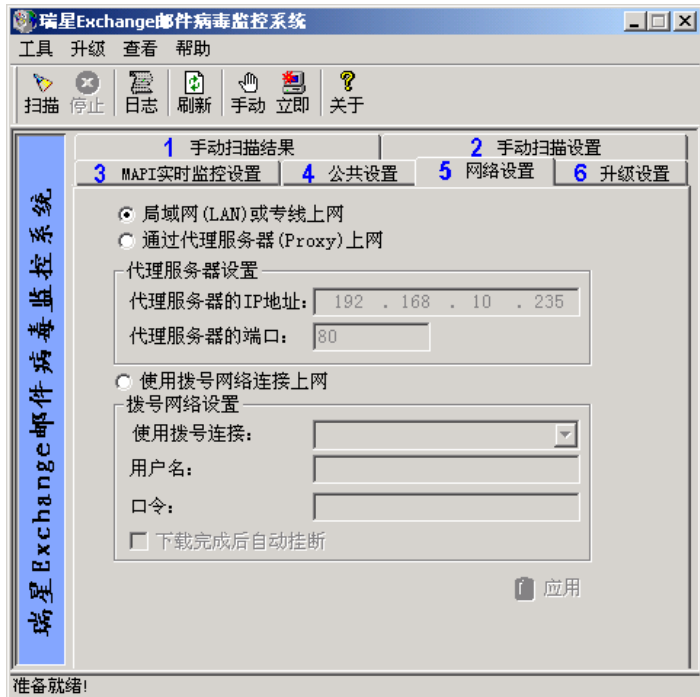 瑞星Exchange邮件病毒监控系统
工具 升级 查看 帮助
扫描 停止 日志 刷新 手动 立即 关于
1 手动扫描结果 2 手动扫描设置
3 MAPI实时监控设置 4 公共设置 5 网络设置 6 升级设置
瑞星Exchange邮件病毒监控系统
局域网(LAN)或专线上网
通过代理服务器(Proxy)上网
代理服务器设置
代理服务器的IP地址: 192 . 168 . 10 . 235
代理服务器的端口: 80
使用拨号网络连接上网
拨号网络设置
使用拨号连接:
用户名:
口令:
下载完成后自动挂断
应用
准备就绪!